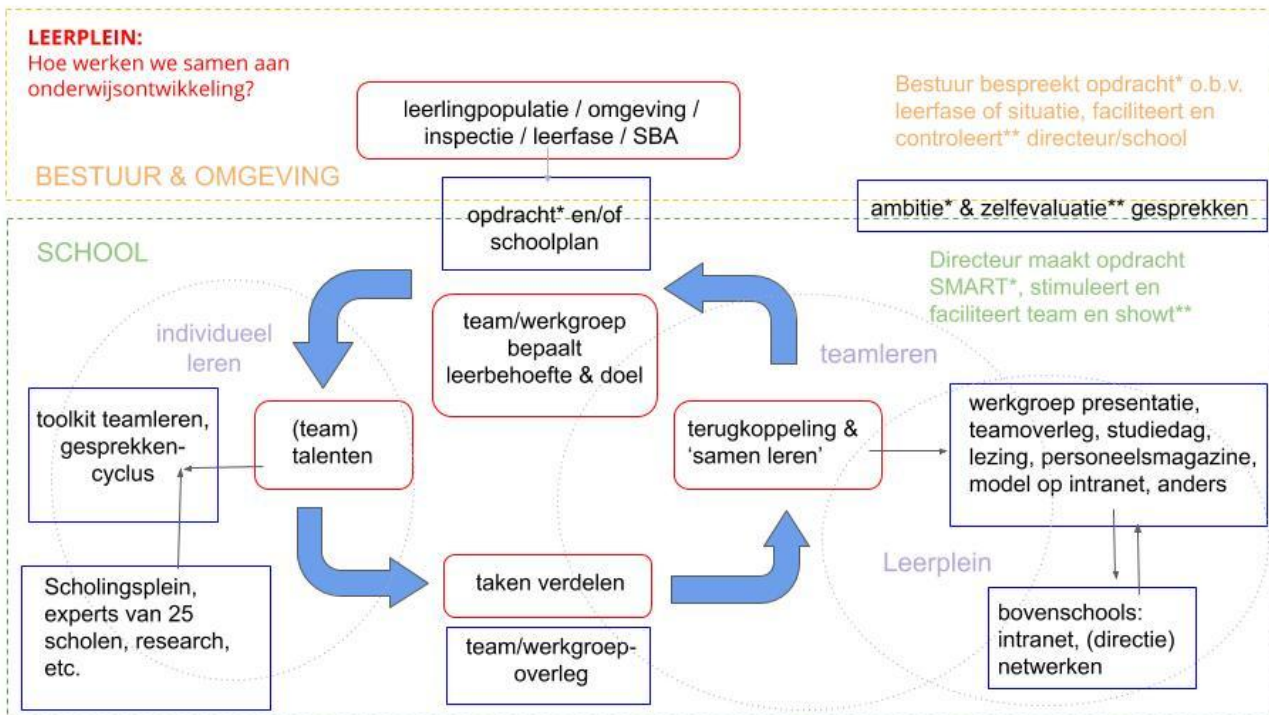 LEERPLEIN:
Hoe werken we samen aan
onderwijsontwikkeling?
leerlingpopulatie / omgeving /
inspectie / leerfase / SBA
Bestuur bespreekt opdracht* o.b.v.
leerfase of situatie, faciliteert en
controleert** directeur/school
BESTUUR & OMGEVING
opdracht* en/of
schoolplan
ambitie* & zelfevaluatie** gesprekken
SCHOOL
Directeur maakt opdracht
SMART*, stimuleert en
faciliteert team en showt**
individueel
leren
team/werkgroep
bepaalt
leerbehoefte & doel
teamleren
toolkit teamleren,
gesprekken-
cyclus
(team)
talenten
terugkoppeling &
‘samen leren’
werkgroep presentatie,
teamoverleg, studiedag,
lezing, personeelsmagazine,
model op intranet, anders
Leerplein
Scholingsplein,
experts van 25
scholen, research,
etc.
taken verdelen
team/werkgroep-
overleg
bovenschools:
intranet, (directie)
netwerken